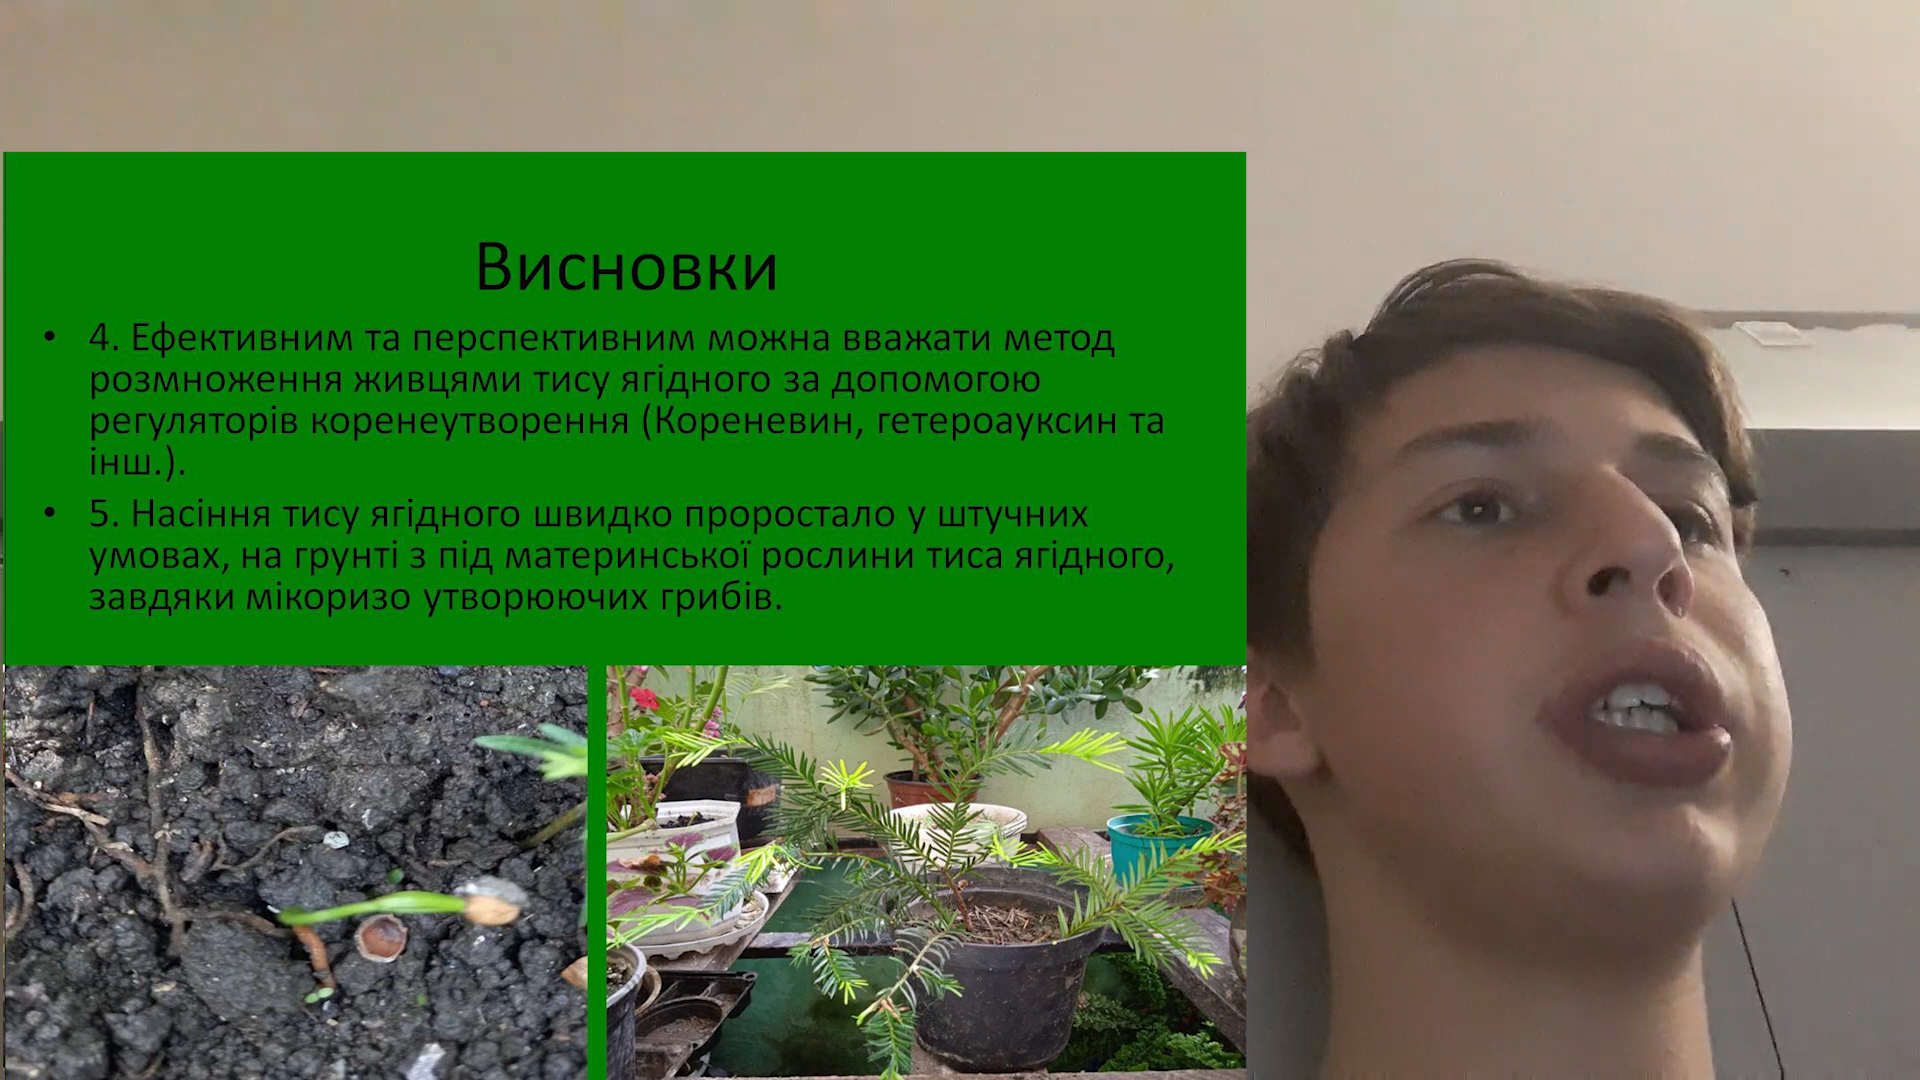 Висновки
• 4. Ефективним та перспективним можна вважати метод
розмноження живцями тису ягідного за допомогою
регуляторів коренеутворення (Кореневин, гетероауксин та
інш.).
• 5. Насіння тису ягідного швидко проростало у штучних
умовах, на грунті з під материнської рослини тиса ягідного,
завдяки мікоризо утворюючих грибів.